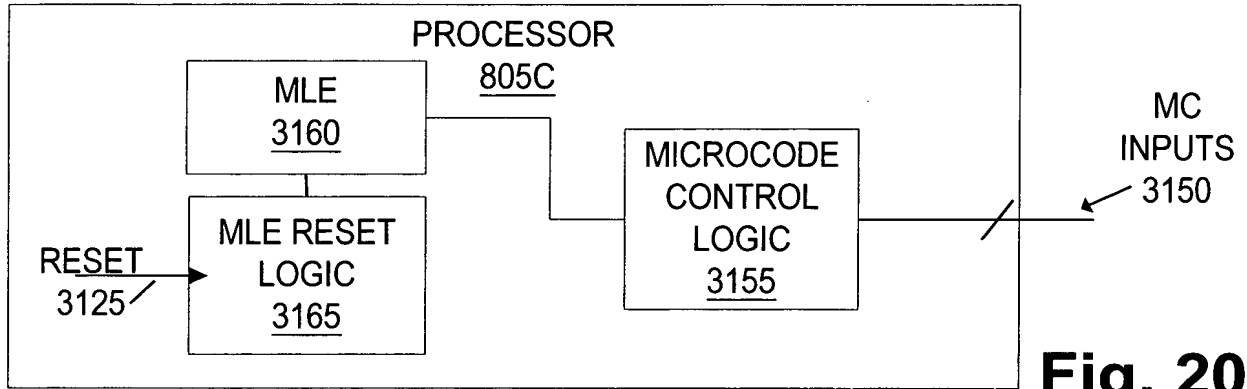 PROCESSOR
805C
MLE
3160
MICROCODE
CONTROL
LOGIC
3155
MC
INPUTS
3150
MLE RESET
LOGIC
3165
RESET
3125
Fig. 20